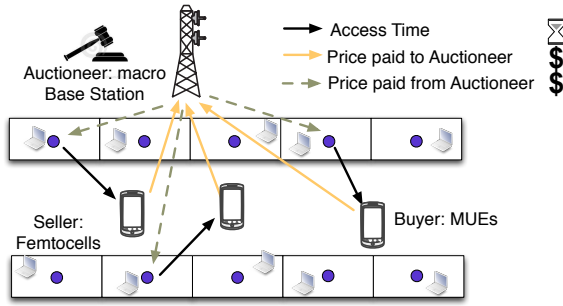 Access Time
Price paid to Auctioneer
$
Price paid from Auctioneer
$
Auctioneer: macro
Base Station
Seller:
Femtocells
Buyer: MUEs